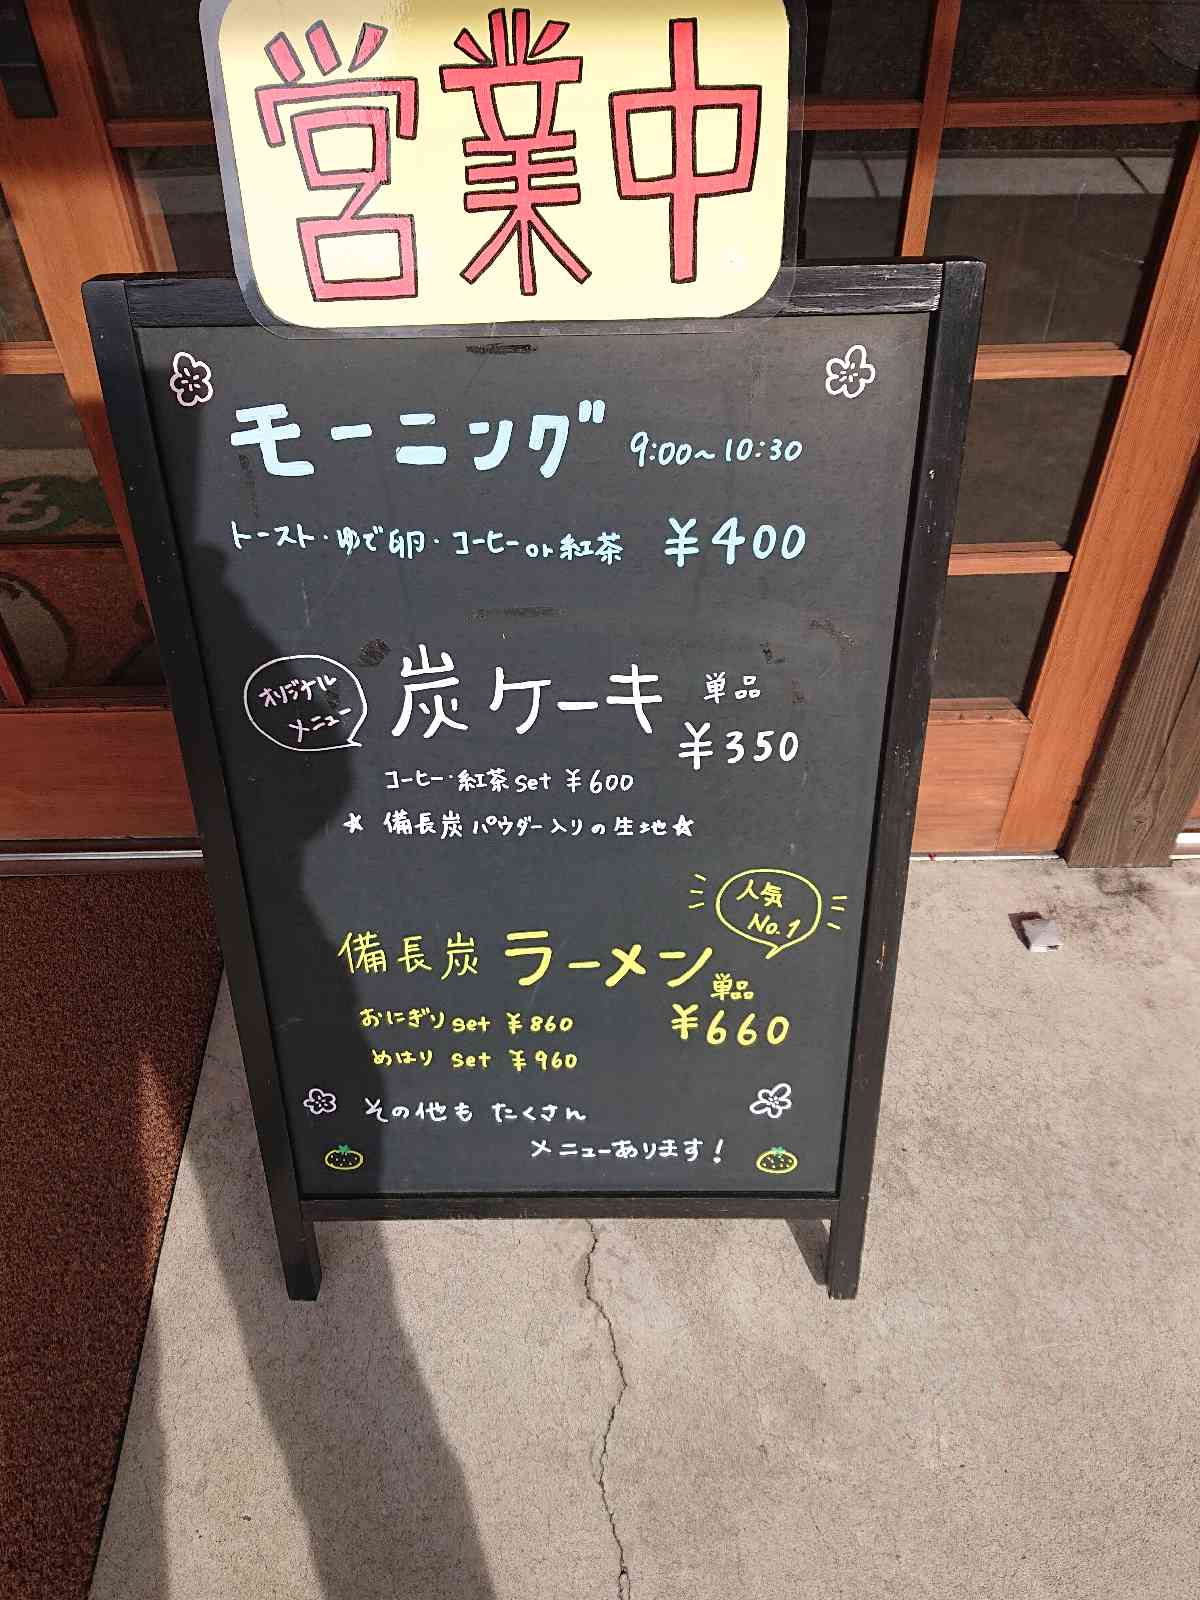 営業中
モーニング 9:00~10:30
トースト・ゆで卵・コーヒーor紅茶 ¥400
オリジナル
メニュー
炭ケーキ 単品
¥350
コーヒー・紅茶set ¥600
☆ 備長炭パウダー入りの生地☆
人気
No.1
備長炭 ラーメン 単品
¥660
おにぎりset ¥860
めはり set ¥960
その他も たくさん
メニューあります!